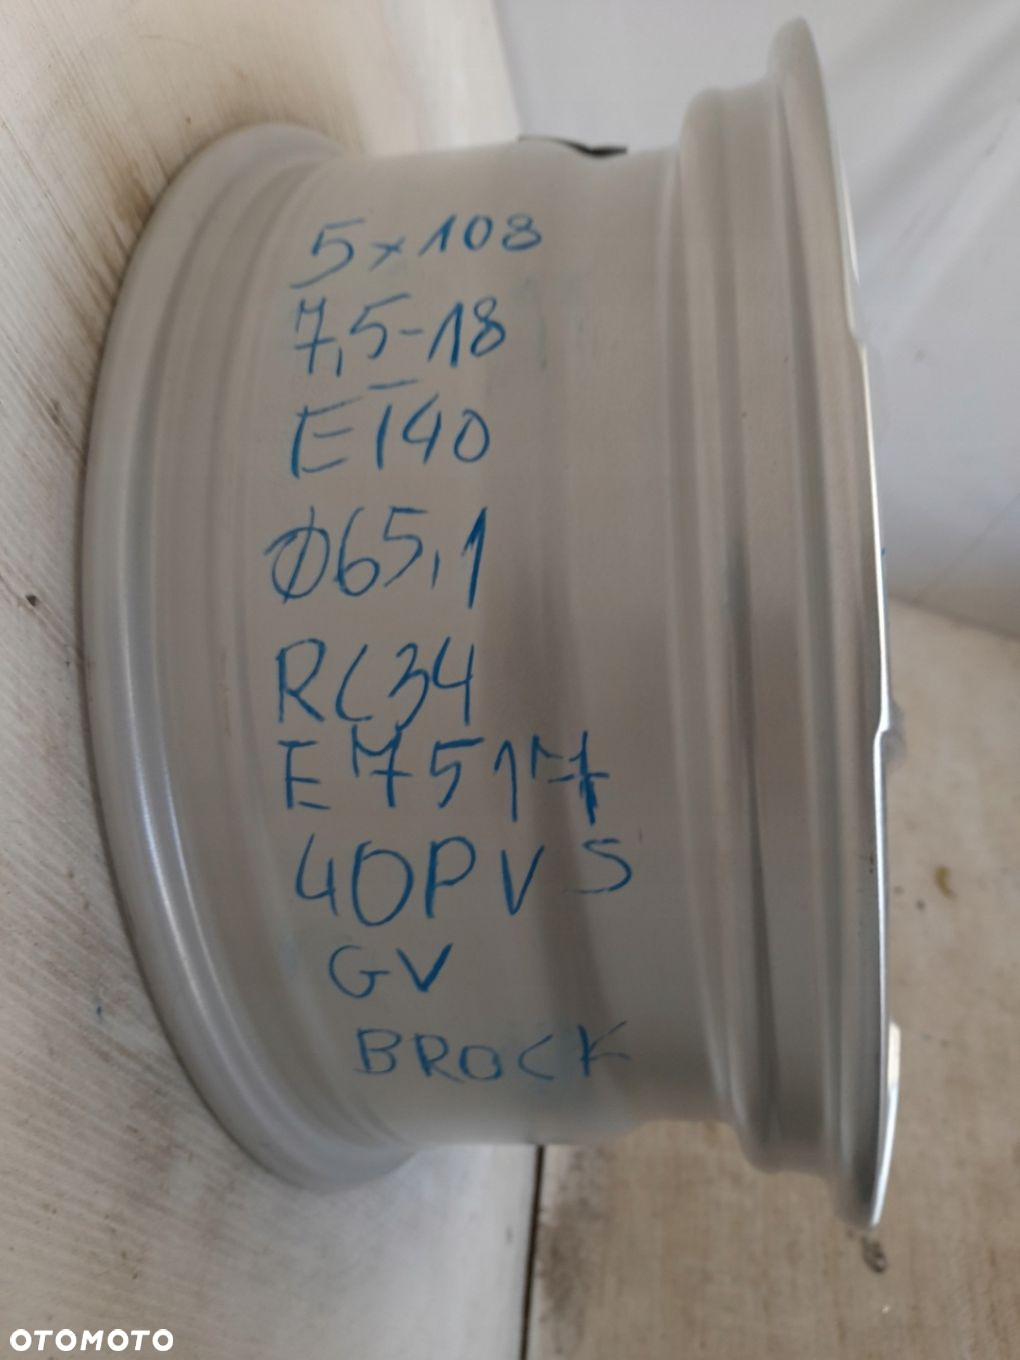 5x108
7,5-18
ET40
Ø65,1
RC34
E7517
40PVS
GV
BROCK
OTOMOTO